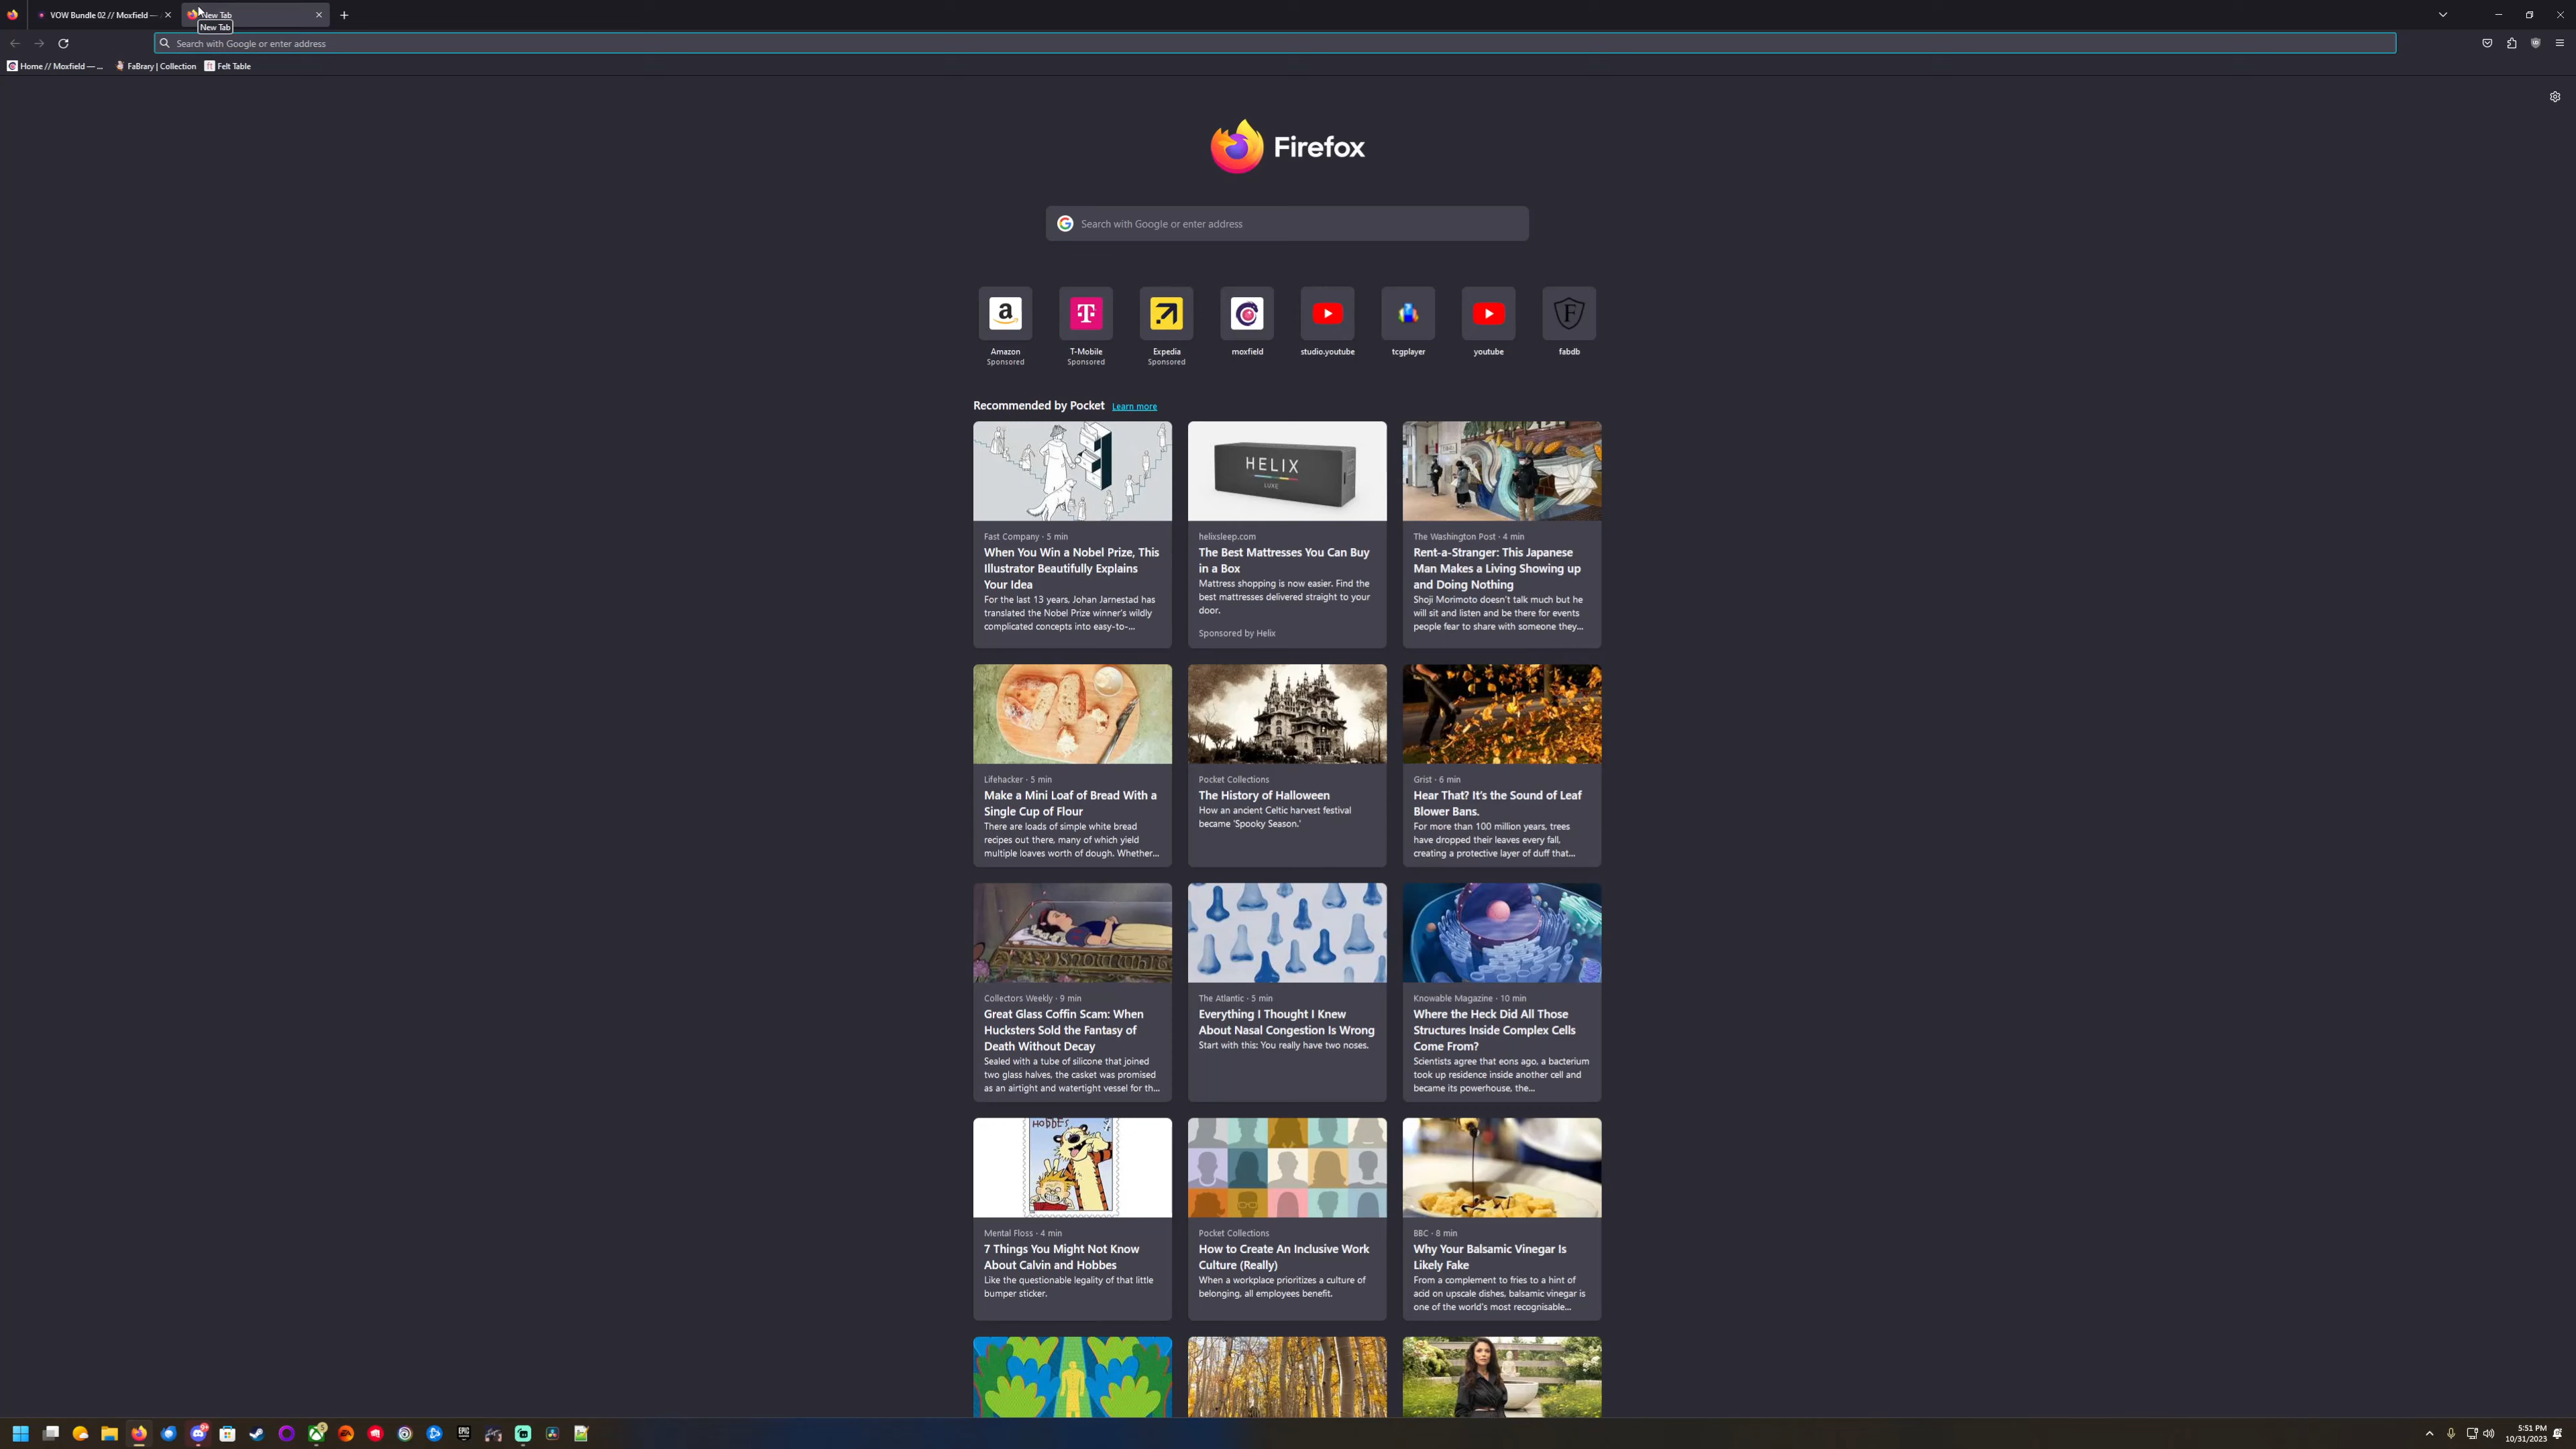 VOW Bundle 02 // Moxfield —
New Tab
New Tab
Search with Google or enter address
Home // Moxfield — ...
FaBrary | Collection
Felt Table
Firefox
Search with Google or enter address
a
Amazon
Sponsored
T
T-Mobile
Sponsored
Expedia
Sponsored
moxfield
studio.youtube
tcgplayer
youtube
F
fabdb
Recommended by Pocket Learn more
Fast Company · 5 min
When You Win a Nobel Prize, This
Illustrator Beautifully Explains
Your Idea
For the last 13 years, Johan Jarnestad has
translated the Nobel Prize winner's wildly
complicated concepts into easy-to-...
HELIX
LUXE
helixsleep.com
The Best Mattresses You Can Buy
in a Box
Mattress shopping is now easier. Find the
best mattresses delivered straight to your
door.
Sponsored by Helix
The Washington Post · 4 min
Rent-a-Stranger: This Japanese
Man Makes a Living Showing up
and Doing Nothing
Shoji Morimoto doesn't talk much but he
will sit and listen and be there for events
people fear to share with someone they...
Lifehacker · 5 min
Make a Mini Loaf of Bread With a
Single Cup of Flour
There are loads of simple white bread
recipes out there, many of which yield
multiple loaves worth of dough. Whether...
Pocket Collections
The History of Halloween
How an ancient Celtic harvest festival
became 'Spooky Season.'
Grist · 6 min
Hear That? It's the Sound of Leaf
Blower Bans.
For more than 100 million years, trees
have dropped their leaves every fall,
creating a protective layer of duff that...
Collectors Weekly · 9 min
Great Glass Coffin Scam: When
Hucksters Sold the Fantasy of
Death Without Decay
Sealed with a tube of silicone that joined
two glass halves, the casket was promised
as an airtight and watertight vessel for th...
The Atlantic · 5 min
Everything I Thought I Knew
About Nasal Congestion Is Wrong
Start with this: You really have two noses.
Knowable Magazine · 10 min
Where the Heck Did All Those
Structures Inside Complex Cells
Come From?
Scientists agree that eons ago, a bacterium
took up residence inside another cell and
became its powerhouse, the...
HOBBES
Mental Floss · 4 min
7 Things You Might Not Know
About Calvin and Hobbes
Like the questionable legality of that little
bumper sticker.
Pocket Collections
How to Create An Inclusive Work
Culture (Really)
When a workplace prioritizes a culture of
belonging, all employees benefit.
BBC · 8 min
Why Your Balsamic Vinegar Is
Likely Fake
From a complement to fries to a hint of
acid on upscale dishes, balsamic vinegar is
one of the world's most recognisable...
EPIC
5:51 PM
10/31/2023